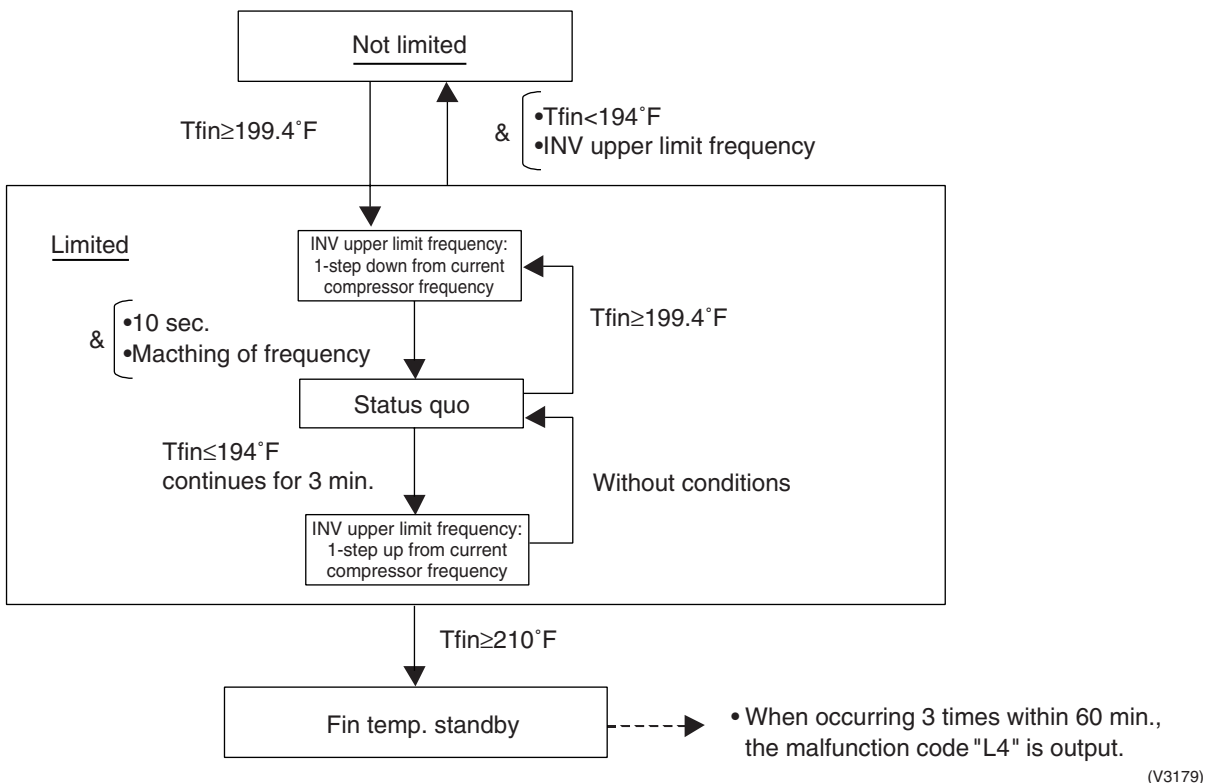 Not limited
Tfin≥199.4˚F
&
•Tfin<194˚F
•INV upper limit frequency
Limited
INV upper limit frequency:
1-step down from current
compressor frequency
&
•10 sec.
•Macthing of frequency
Tfin≥199.4˚F
Status quo
Tfin≤194˚F
continues for 3 min.
Without conditions
INV upper limit frequency:
1-step up from current
compressor frequency
Tfin≥210˚F
Fin temp. standby
• When occurring 3 times within 60 min.,
the malfunction code "L4" is output.
(V3179)